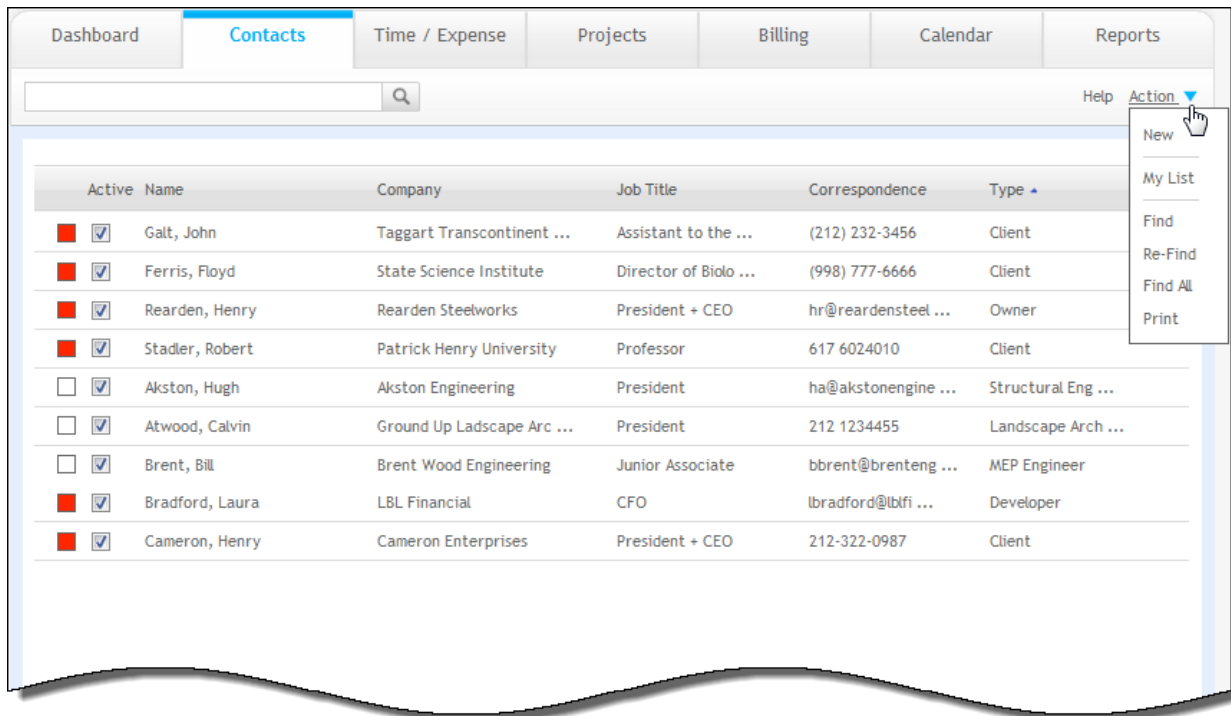 Dashboard Contacts Time / Expense Projects Billing Calendar Reports
Help Action
New
My List
Find
Re-Find
Find All
Print
Active Name Company Job Title Correspondence Type
Galt, John Taggart Transcontinent ... Assistant to the ... (212) 232-3456 Client
Ferris, Floyd State Science Institute Director of Biolo ... (998) 777-6666 Client
Rearden, Henry Rearden Steelworks President + CEO hr@reardensteel ... Owner
Stadler, Robert Patrick Henry University Professor 617 6024010 Client
Akston, Hugh Akston Engineering President ha@akstonengine ... Structural Eng ...
Atwood, Calvin Ground Up Ladscape Arc ... President 212 1234455 Landscape Arch ...
Brent, Bill Brent Wood Engineering Junior Associate bbrent@brenteng ... MEP Engineer
Bradford, Laura LBL Financial CFO lbradford@lblfi ... Developer
Cameron, Henry Cameron Enterprises President + CEO 212-322-0987 Client